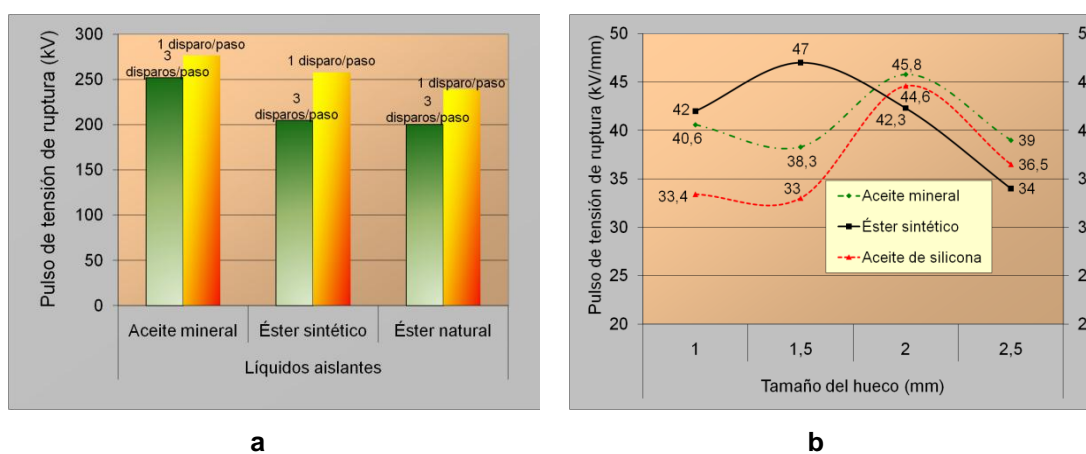 Pulso de tensión de ruptura (kV)
300
250
200
150
100
50
0
1 disparo/paso
3
disparos/paso
1 disparo/paso
3
disparos/paso
1 disparo/paso
3
disparos/paso
Aceite mineral
Éster sintético
Éster natural
Líquidos aislantes
a
Pulso de tensión de ruptura (kV/mm)
50
45
40
35
30
25
20
47
45,8
44,6
42
42,3
40,6
38,3
39
36,5
33,4
33
34
Aceite mineral
Éster sintético
Aceite de silicona
1
1,5
2
2,5
Tamaño del hueco (mm)
b